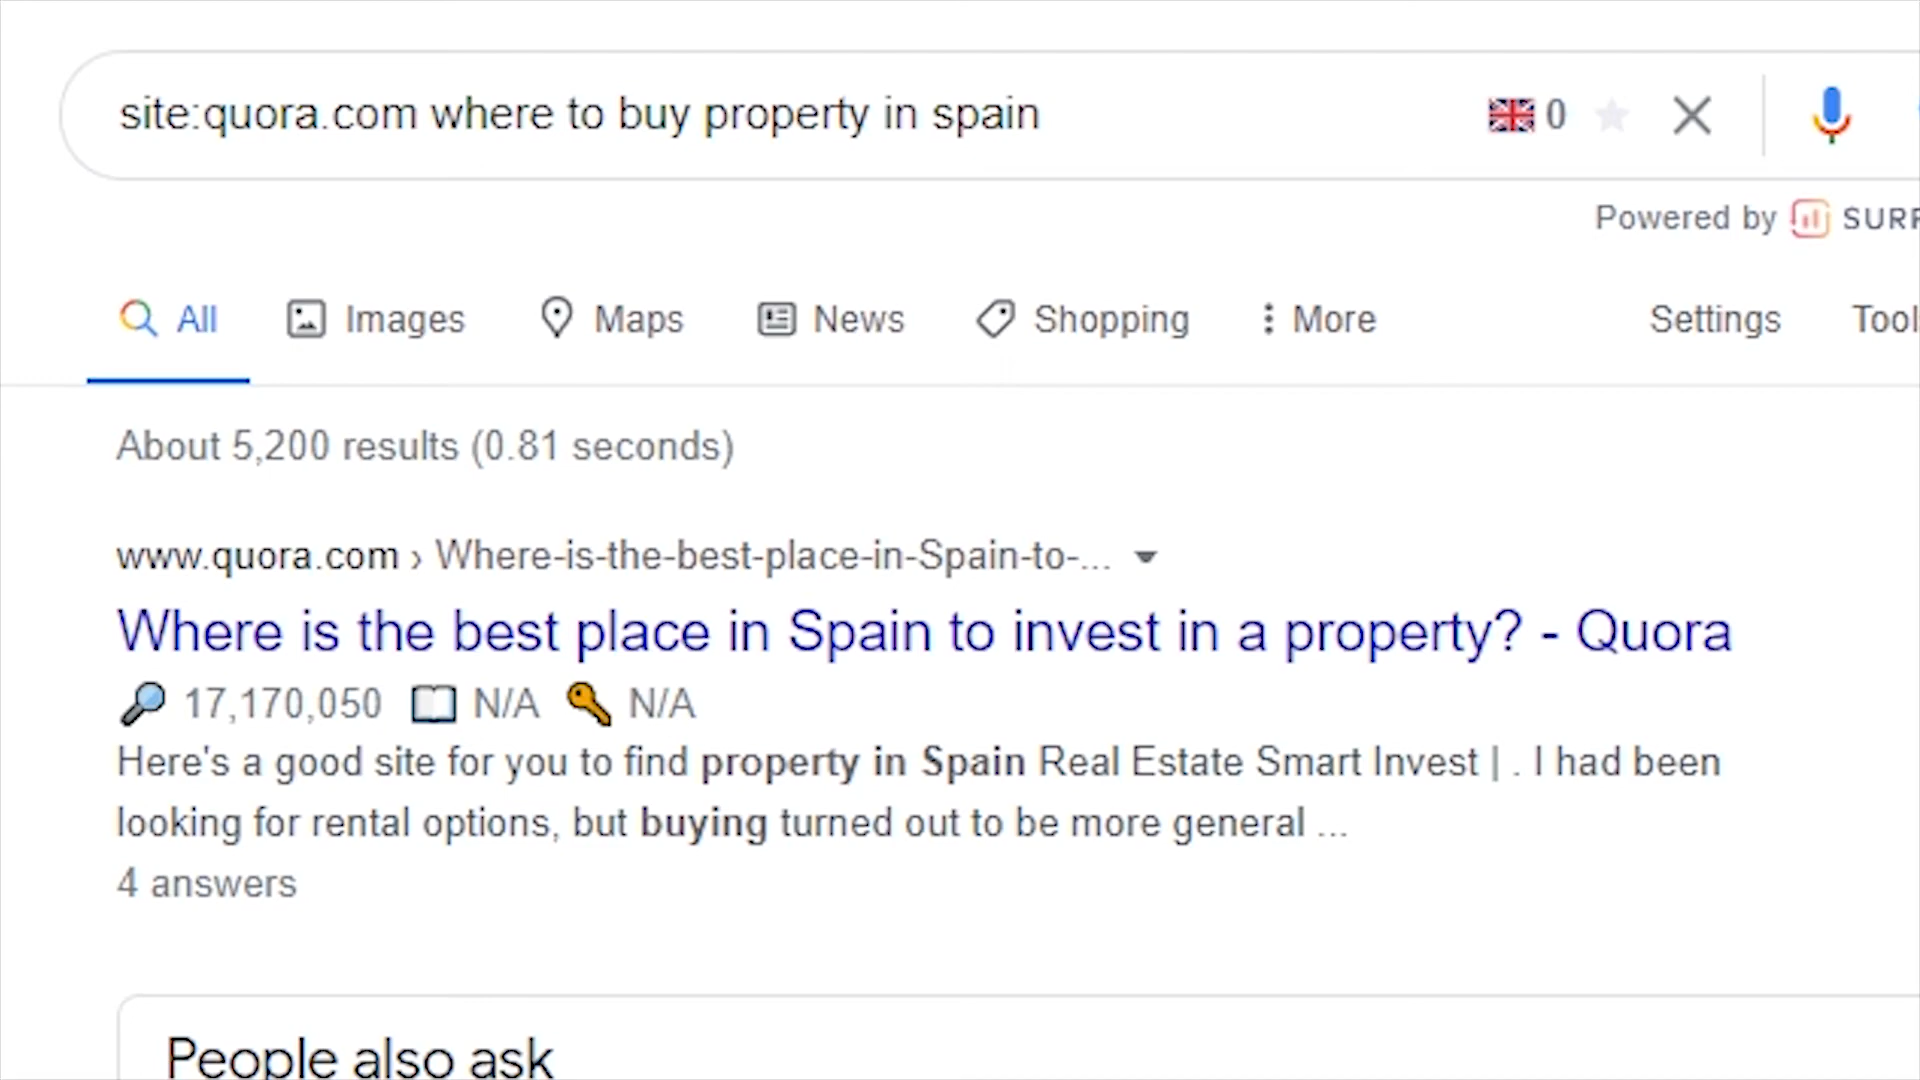 site:quora.com where to buy property in spain 0
Powered by
All Images Maps News Shopping More Settings
About 5,200 results (0.81 seconds)
www.quora.com › Where-is-the-best-place-in-Spain-to-...
Where is the best place in Spain to invest in a property? - Quora
17,170,050 N/A N/A
Here's a good site for you to find property in Spain Real Estate Smart Invest | . I had been
looking for rental options, but buying turned out to be more general ...
4 answers
People also ask